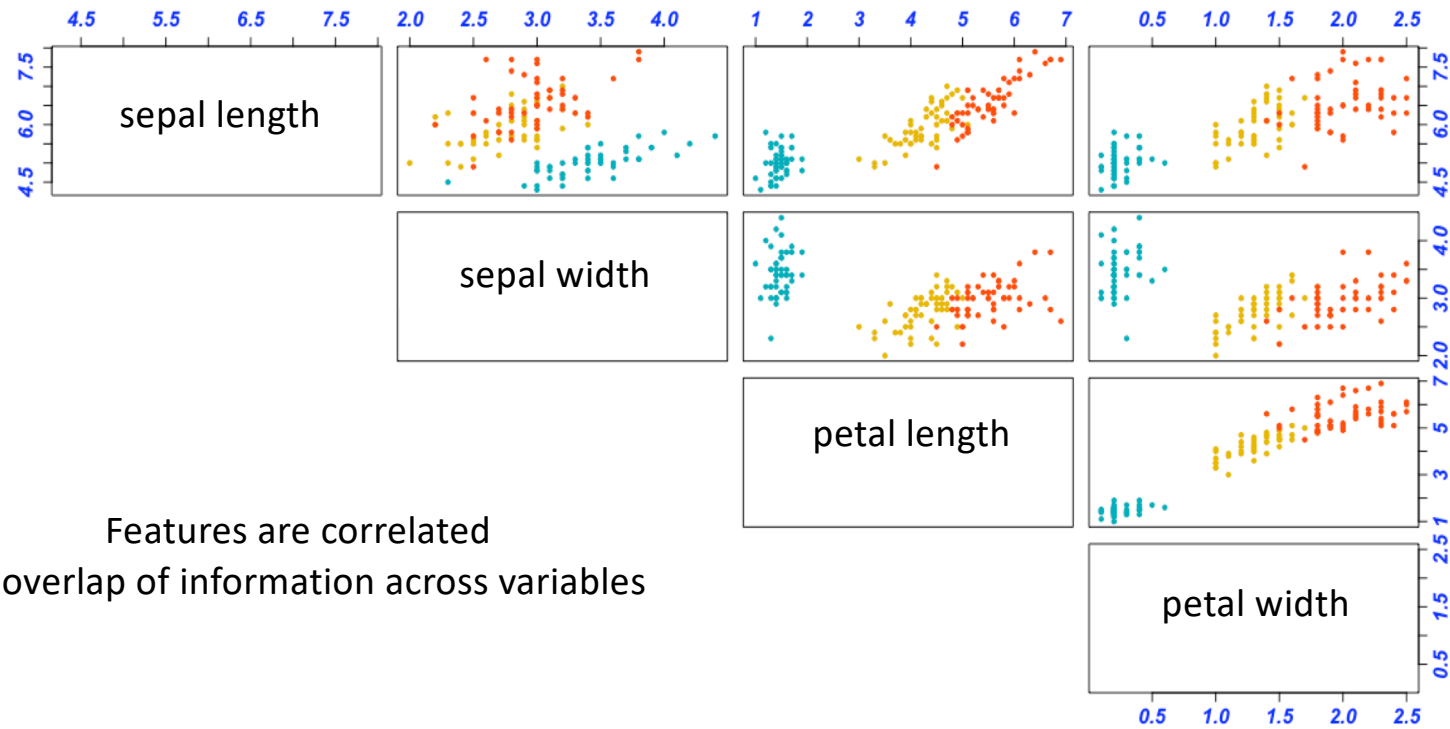 4.5 5.5 6.5 7.5 2.0 2.5 3.0 3.5 4.0 1 2 3 4 5 6 7 0.5 1.0 1.5 2.0 2.5
sepal length
4.5 6.0 7.5
4.5 6.0 7.5
sepal width
2.0 3.0 4.0
petal length
1 3 5 7
Features are correlated
overlap of information across variables
petal width
0.5 1.5 2.5
0.5 1.0 1.5 2.0 2.5